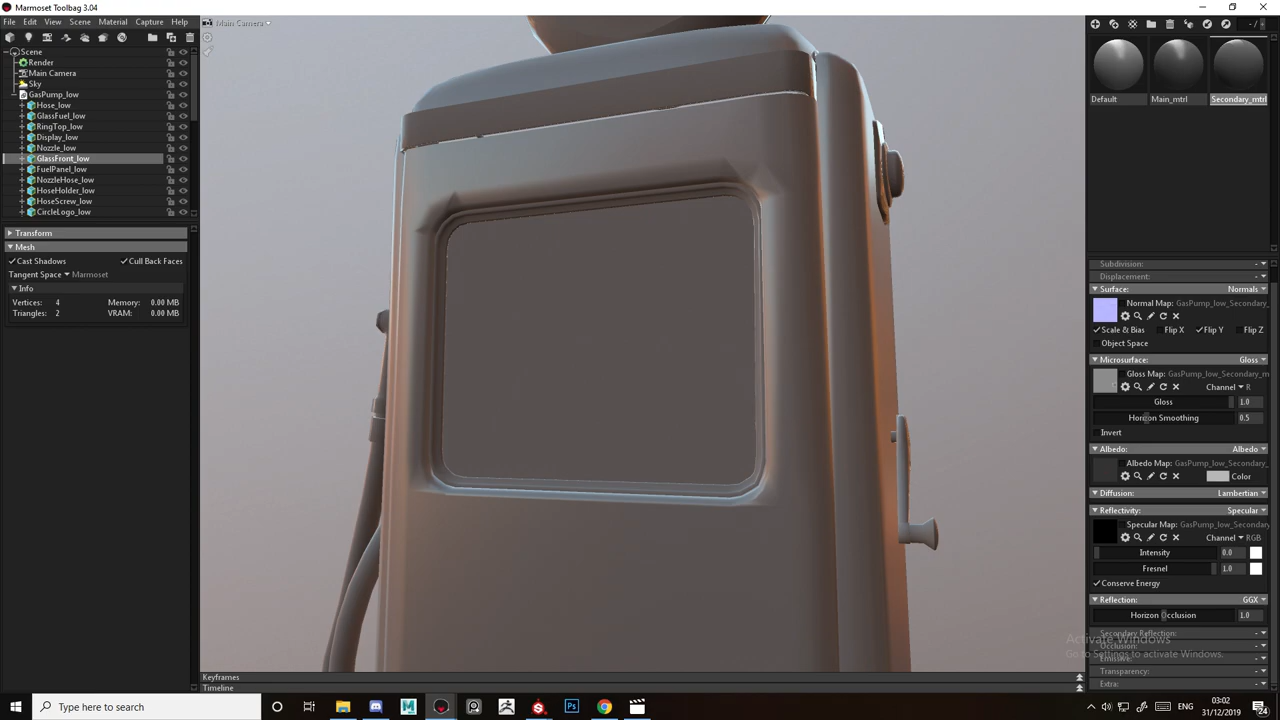 Marmoset Toolbag 3.04
File Edit View Scene Material Capture Help
Main Camera
Scene
Render
Main Camera
Sky
GasPump_low
Hose_low
GlassFuel_low
RingTop_low
Display_low
Nozzle_low
GlassFront_low
FuelPanel_low
NozzleHose_low
HoseHolder_low
HoseScrew_low
CircleLogo_low
Transform
Mesh
Cast Shadows Cull Back Faces
Tangent Space Marmoset
Info
Vertices: 4 Memory: 0.00 MB
Triangles: 2 VRAM: 0.00 MB
Keyframes
Timeline
Default Main_mtrl Secondary_mtrl
Subdivision:
Displacement:
Surface: Normals
Normal Map: GasPump_low_Secondary_
Scale & Bias Flip X Flip Y Flip Z
Object Space
Microsurface: Gloss
Gloss Map: GasPump_low_Secondary_m
Channel R
Gloss 1.0
Horizon Smoothing 0.5
Invert
Albedo: Albedo
Albedo Map: GasPump_low_Secondary_
Color
Diffusion: Lambertian
Reflectivity: Specular
Specular Map: GasPump_low_Secondary
Channel RGB
Intensity 0.0
Fresnel 1.0
Conserve Energy
Reflection: GGX
Horizon Occlusion 1.0
Secondary Reflection:
Occlusion:
Emissive:
Transparency:
Extra:
Activate Windows
Go to Settings to activate Windows.
Type here to search
ENG
03:02
31/12/2019
24